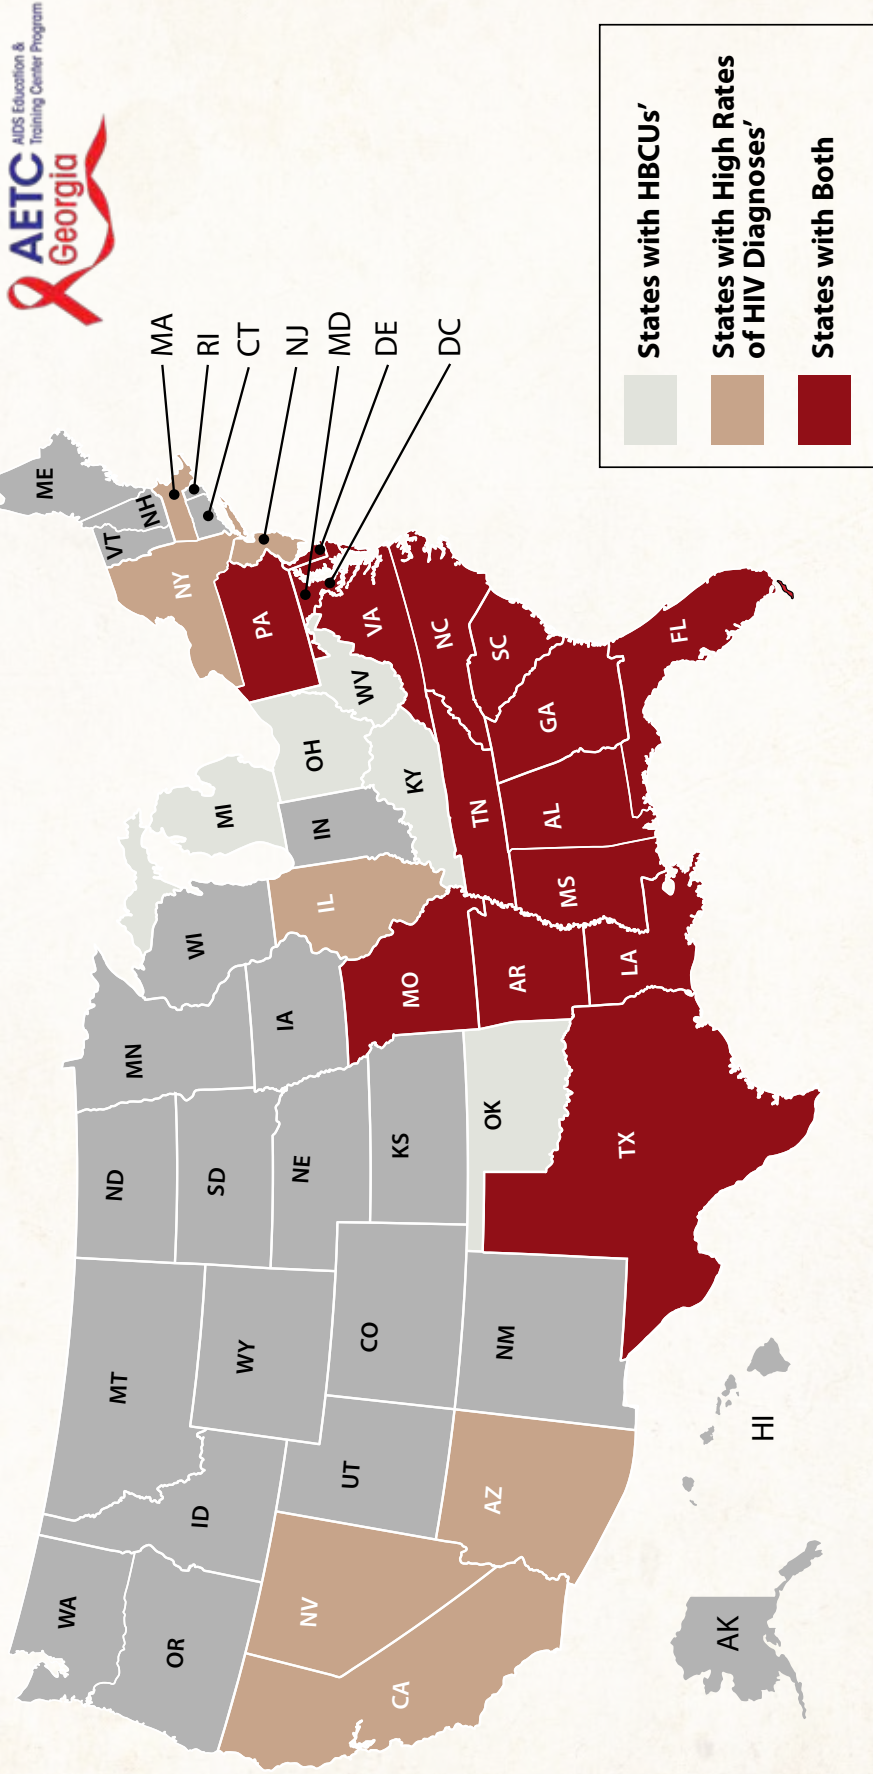 AETC
AIDS Education &
Training Center Program
Georgia
WA
OR
CA
NV
ID
MT
WY
UT
AZ
CO
NM
ND
SD
NE
KS
OK
TX
MN
IA
MO
AR
LA
WI
IL
MI
IN
OH
KY
TN
MS
AL
GA
FL
SC
NC
VA
WV
PA
NY
VT
NH
ME
MA
RI
CT
NJ
MD
DE
DC
AK
HI
States with HBCUs'
States with High Rates
of HIV Diagnoses'
States with Both